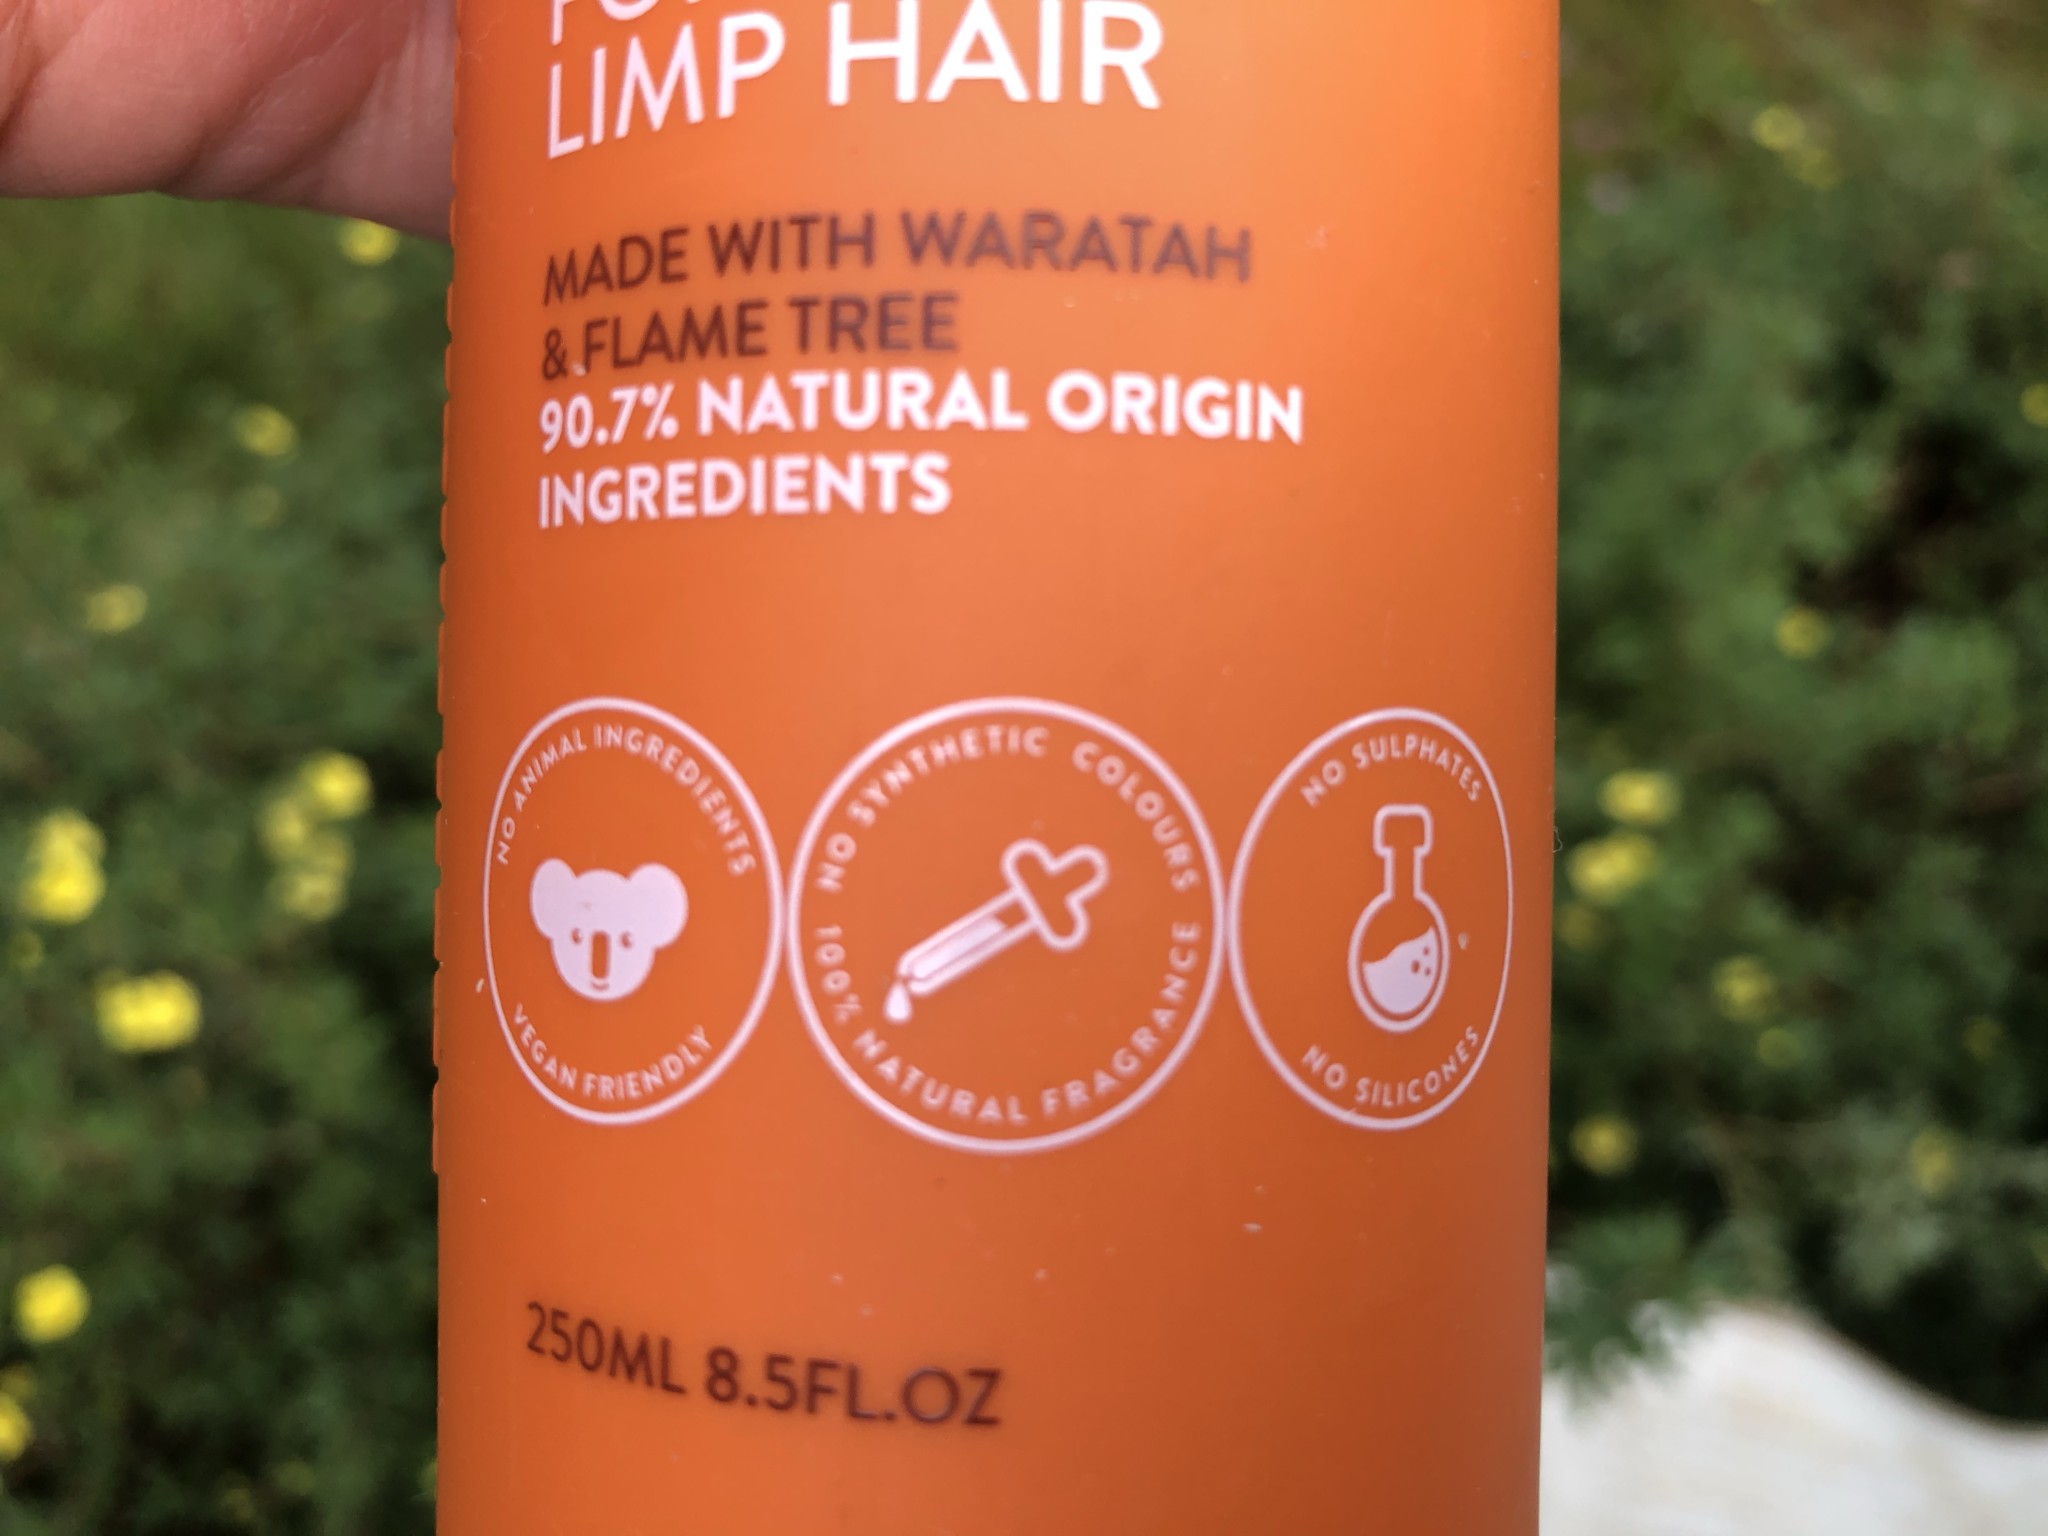 LIMP HAIR
MADE WITH WARATAH
& FLAME TREE
90.7% NATURAL ORIGIN
INGREDIENTS
NO ANIMAL INGREDIENTS
VEGAN FRIENDLY
NO SYNTHETIC COLOURS
100% NATURAL FRAGRANCE
NO SULPHATES
NO SILICONES
250ML 8.5FL.OZ